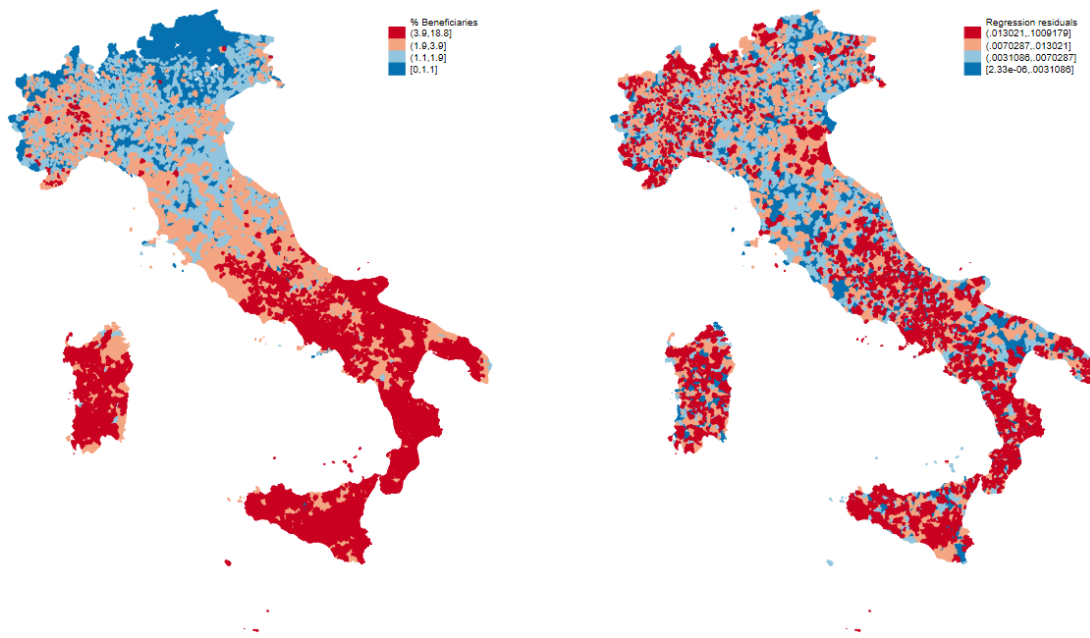 % Beneficiaries
(3.9,18.8]
(1.9,3.9]
(1.1,1.9]
[0,1.1]
Regression residuals
(.013021,.1009179]
(.0070287,.013021]
(.0031086,.0070287]
[2.33e-06,.0031086]